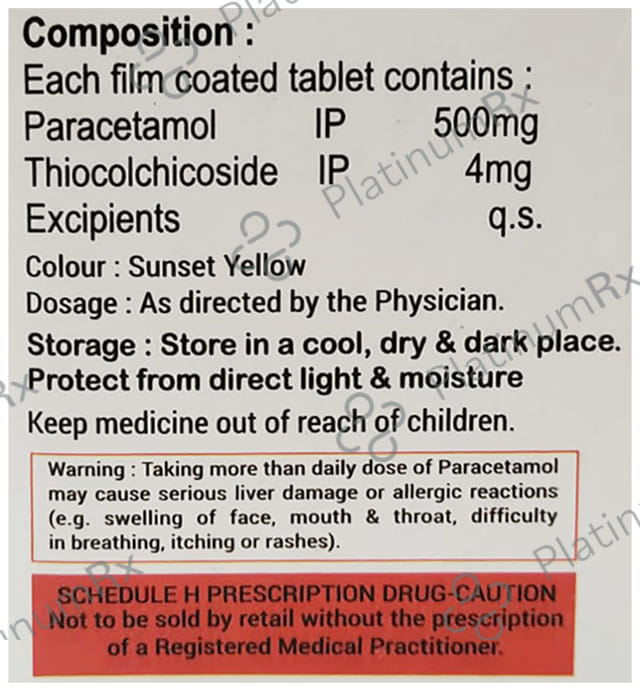 Composition :
Each film coated tablet contains :
Paracetamol IP 500mg
Thiocolchicoside IP 4mg
Excipients q.s.
Colour : Sunset Yellow
Dosage : As directed by the Physician.
Storage : Store in a cool, dry & dark place.
Protect from direct light & moisture
Keep medicine out of reach of children.
Warning : Taking more than daily dose of Paracetamol
may cause serious liver damage or allergic reactions
(e.g. swelling of face, mouth & throat, difficulty
in breathing, itching or rashes).
SCHEDULE H PRESCRIPTION DRUG-CAUTION
Not to be sold by retail without the prescription
of a Registered Medical Practitioner.
PlatinumRx
PlatinumRx